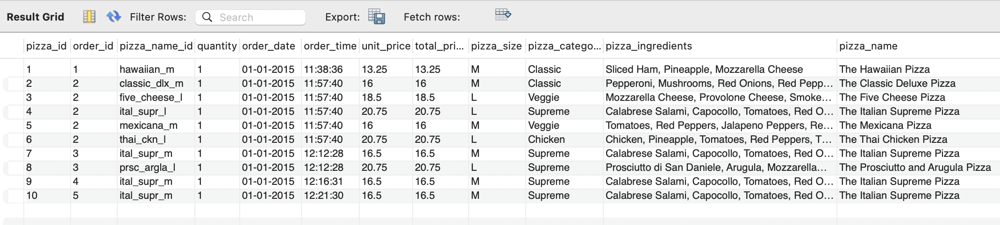 Result Grid Filter Rows: Search Export: Fetch rows:
pizza_id order_id pizza_name_id quantity order_date order_time unit_price total_pri... pizza_size pizza_catego... pizza_ingredients pizza_name
1 1 hawaiian_m 1 01-01-2015 11:38:36 13.25 13.25 M Classic Sliced Ham, Pineapple, Mozzarella Cheese The Hawaiian Pizza
2 2 classic_dlx_m 1 01-01-2015 11:57:40 16 16 M Classic Pepperoni, Mushrooms, Red Onions, Red Pepp... The Classic Deluxe Pizza
3 2 five_cheese_l 1 01-01-2015 11:57:40 18.5 18.5 L Veggie Mozzarella Cheese, Provolone Cheese, Smoke... The Five Cheese Pizza
4 2 ital_supr_l 1 01-01-2015 11:57:40 20.75 20.75 L Supreme Calabrese Salami, Capocollo, Tomatoes, Red O... The Italian Supreme Pizza
5 2 mexicana_m 1 01-01-2015 11:57:40 16 16 M Veggie Tomatoes, Red Peppers, Jalapeno Peppers, Re... The Mexicana Pizza
6 2 thai_ckn_l 1 01-01-2015 11:57:40 20.75 20.75 L Chicken Chicken, Pineapple, Tomatoes, Red Peppers, T... The Thai Chicken Pizza
7 3 ital_supr_m 1 01-01-2015 12:12:28 16.5 16.5 M Supreme Calabrese Salami, Capocollo, Tomatoes, Red O... The Italian Supreme Pizza
8 3 prsc_argla_l 1 01-01-2015 12:12:28 20.75 20.75 L Supreme Prosciutto di San Daniele, Arugula, Mozzarella... The Prosciutto and Arugula Pizza
9 4 ital_supr_m 1 01-01-2015 12:16:31 16.5 16.5 M Supreme Calabrese Salami, Capocollo, Tomatoes, Red O... The Italian Supreme Pizza
10 5 ital_supr_m 1 01-01-2015 12:21:30 16.5 16.5 M Supreme Calabrese Salami, Capocollo, Tomatoes, Red O... The Italian Supreme Pizza